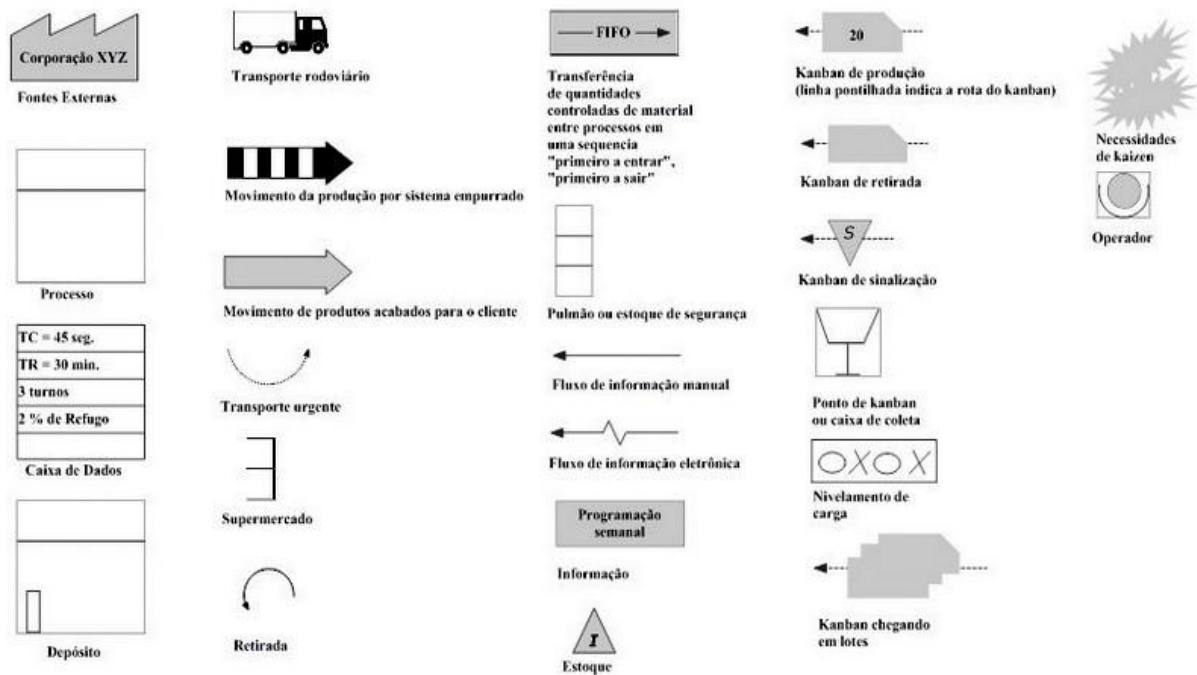 Corporação XYZ
Fontes Externas
Processo
TC = 45 seg.
TR = 30 min.
3 turnos
2 % de Refugo
Caixa de Dados
Depósito
Transporte rodoviário
Movimento da produção por sistema empurrado
Movimento de produtos acabados para o cliente
Transporte urgente
Supermercado
Retirada
FIFO
Transferência
de quantidades
controladas de material
entre processos em
uma sequencia
"primeiro a entrar",
"primeiro a sair"
Pulmão ou estoque de segurança
Fluxo de informação manual
Fluxo de informação eletrônica
Programação
semanal
Informação
I
Estoque
20
Kanban de produção
(linha pontilhada indica a rota do kanban)
Kanban de retirada
S
Kanban de sinalização
Ponto de kanban
ou caixa de coleta
OXOX
Nivelamento de
carga
Kanban chegando
em lotes
Necessidades
de kaizen
Operador